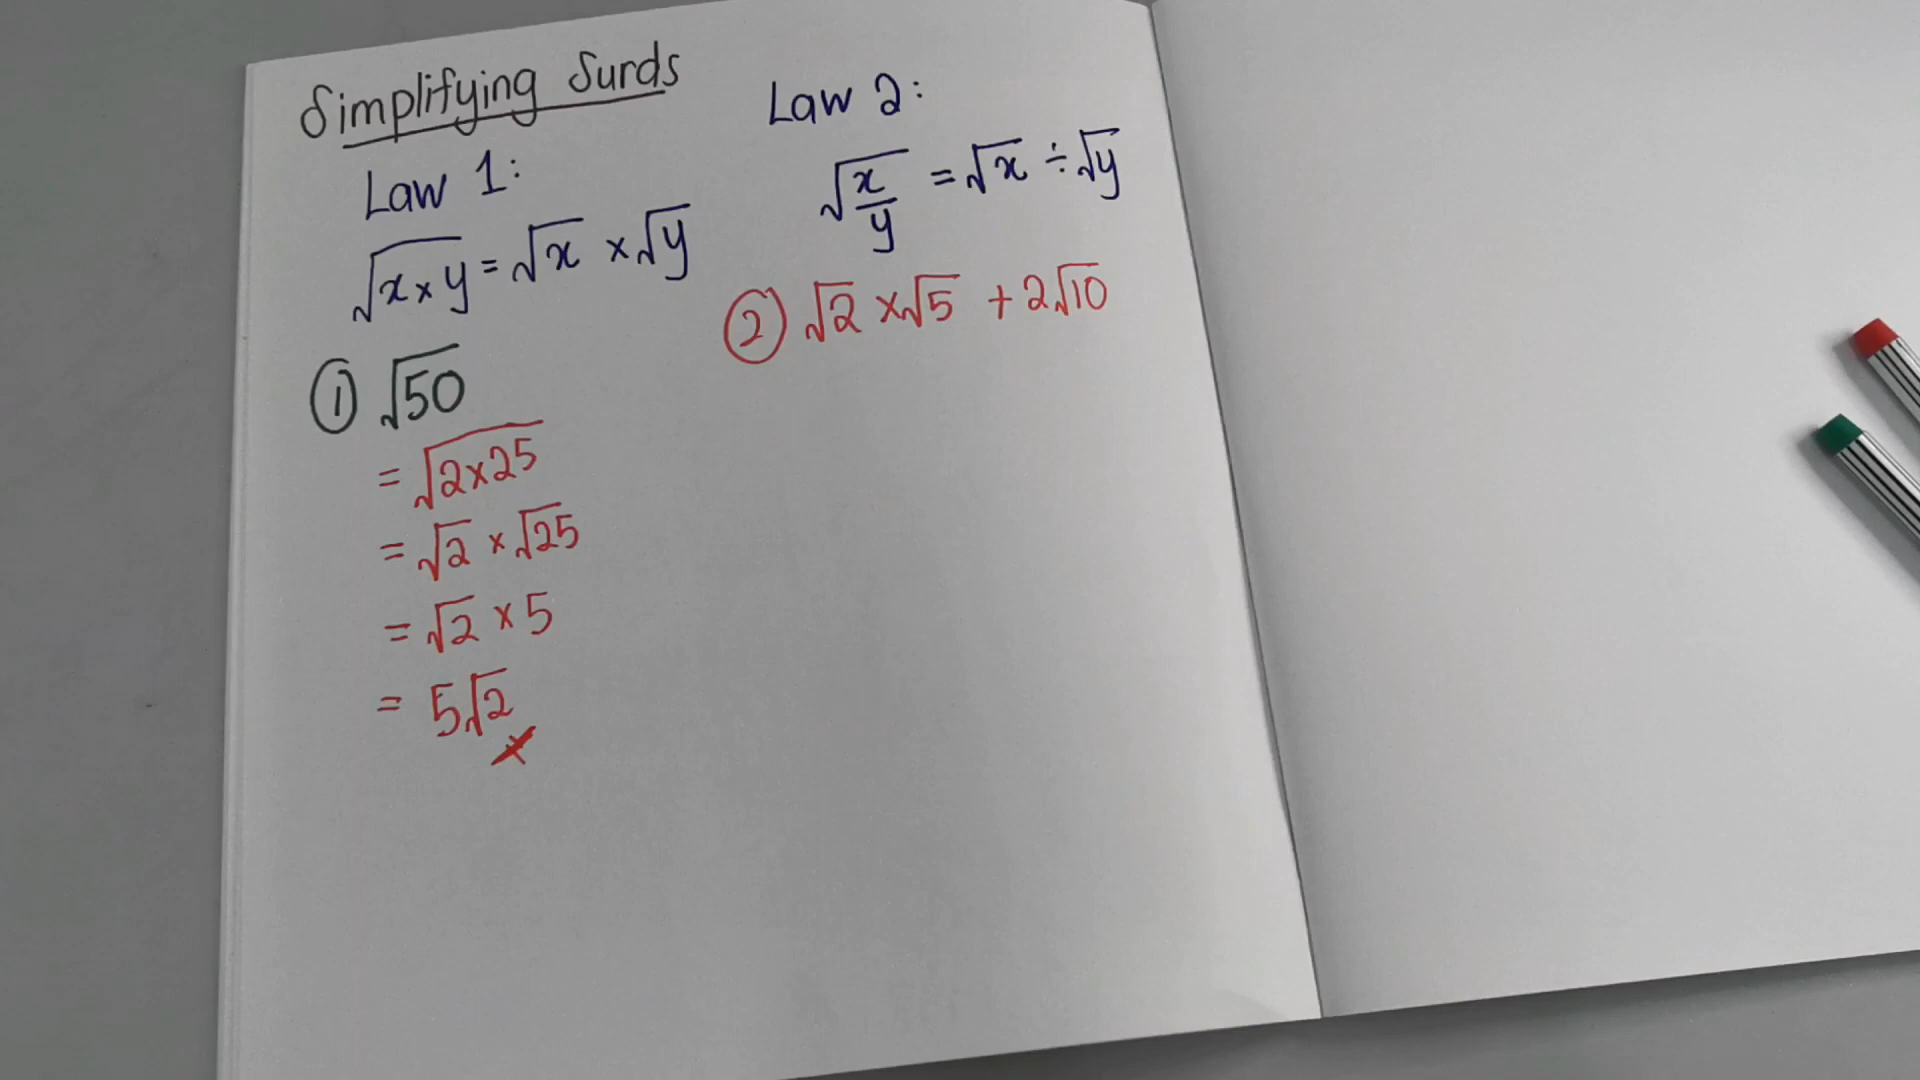 Simplifying Surds
Law 1:
√(x × y) = √x × √y
① √50
= √(2×25)
= √2 × √25
= √2 × 5
= 5√2
Law 2:
√(x/y) = √x ÷ √y
② √2 × √5 + 2√10